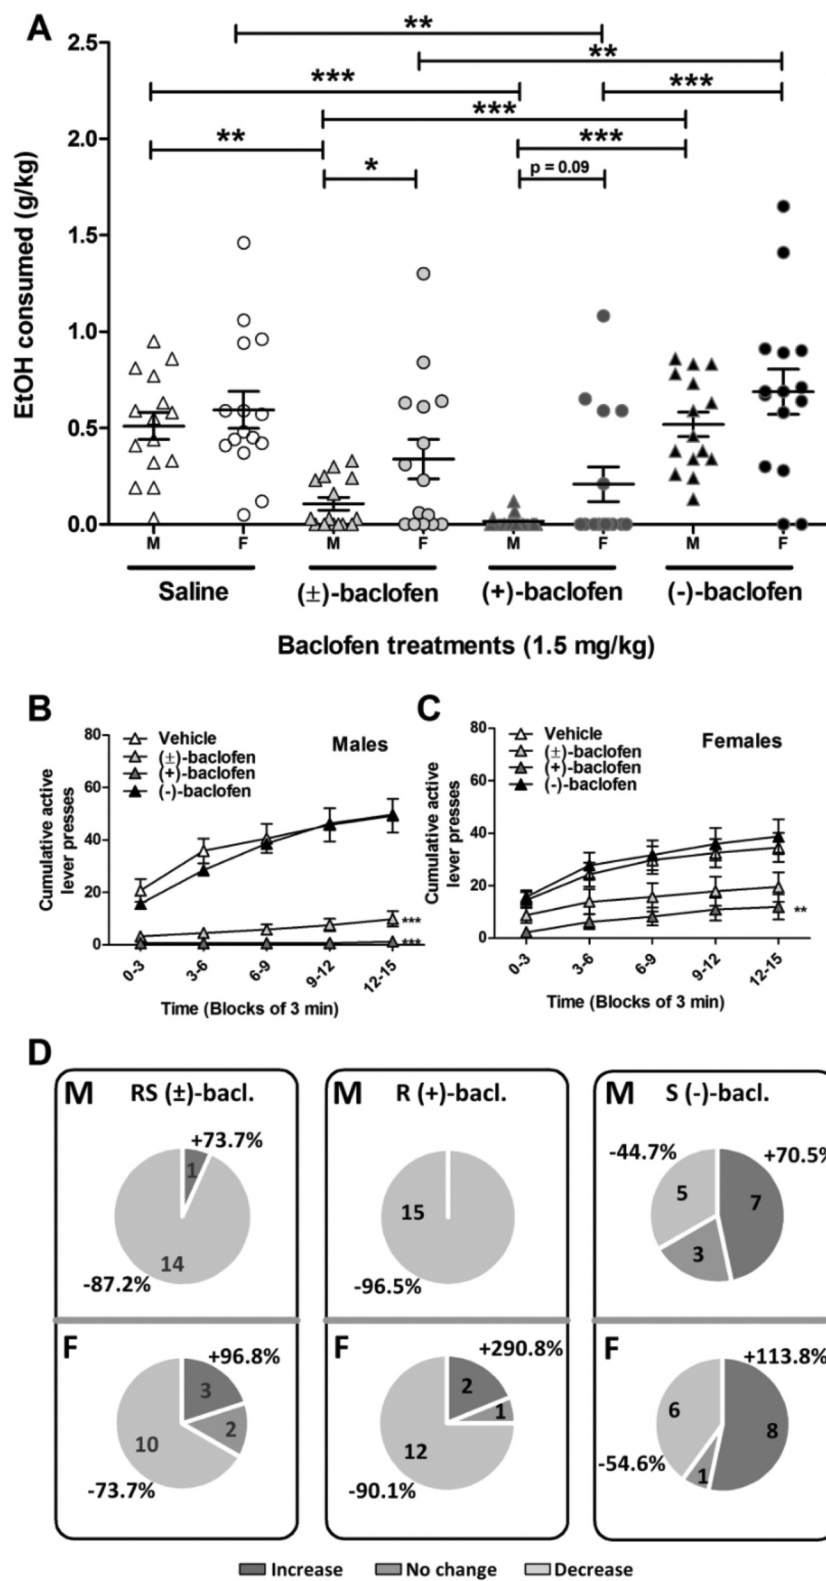 A
**
2.5
**
***
***
***
2.0
**
***
*
p = 0.09
1.5
1.0
0.5
0.0
EtOH consumed (g/kg)
M F M F M F M F
Saline (±)-baclofen (+)-baclofen (-)-baclofen
Baclofen treatments (1.5 mg/kg)
B
80
60
40
20
0
Cumulative active
lever presses
Vehicle
(±)-baclofen
(+)-baclofen
(-)-baclofen
Males
***
***
0-3 3-6 6-9 9-12 12-15
Time (Blocks of 3 min)
C
80
60
40
20
0
Cumulative active
lever presses
Vehicle
(±)-baclofen
(+)-baclofen
(-)-baclofen
Females
**
0-3 3-6 6-9 9-12 12-15
Time (Blocks of 3 min)
D
M RS (±)-bacl.
+73.7%
1
14
-87.2%
F
+96.8%
3
2
10
-73.7%
M R (+)-bacl.
15
-96.5%
F
+290.8%
2
1
12
-90.1%
M S (-)-bacl.
-44.7% +70.5%
5
7
3
F
+113.8%
6
8
-54.6%
1
Increase No change Decrease